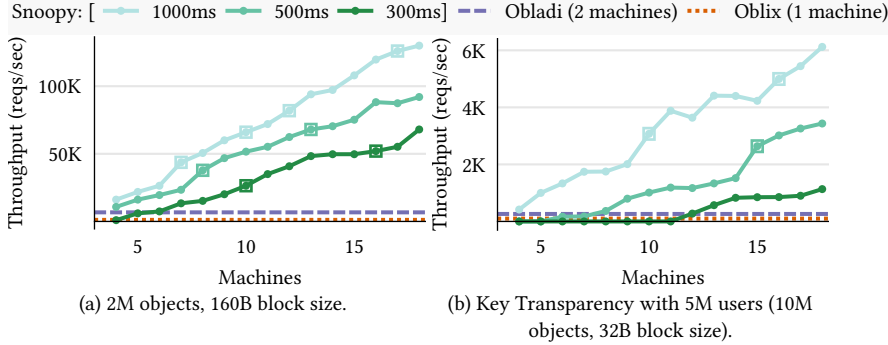 Snoopy: [ 1000ms 500ms 300ms] Obladi (2 machines) Oblix (1 machine)
Throughput (reqs/sec)
100K
50K
5 10 15
Machines
(a) 2M objects, 160B block size.
Throughput (reqs/sec)
6K
4K
2K
5 10 15
Machines
(b) Key Transparency with 5M users (10M
objects, 32B block size).